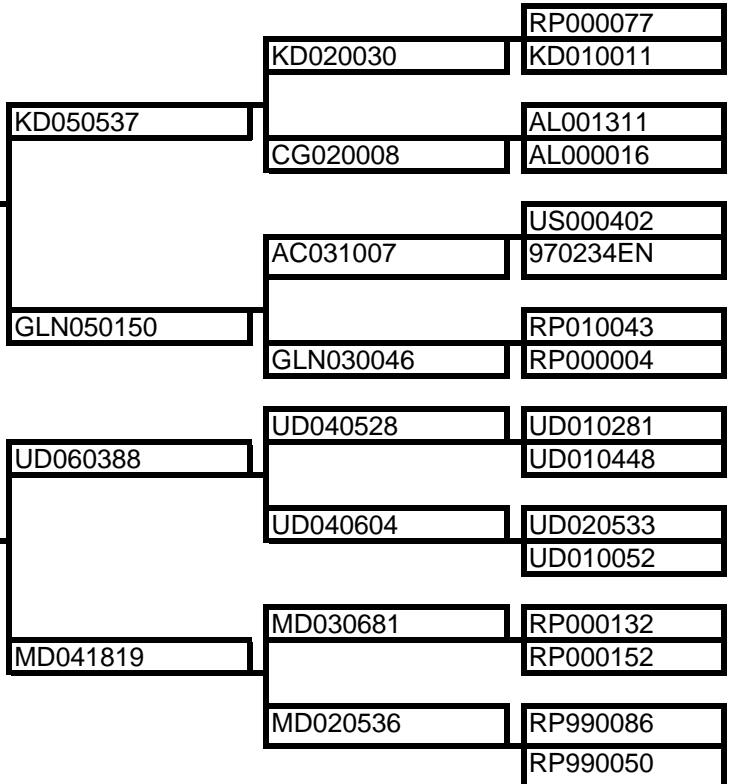 RP000077
KD020030 KD010011
KD050537 AL001311
CG020008 AL000016
US000402
AC031007 970234EN
GLN050150 RP010043
GLN030046 RP000004
UD040528 UD010281
UD060388 UD010448
UD040604 UD020533
UD010052
MD030681 RP000132
MD041819 RP000152
MD020536 RP990086
RP990050